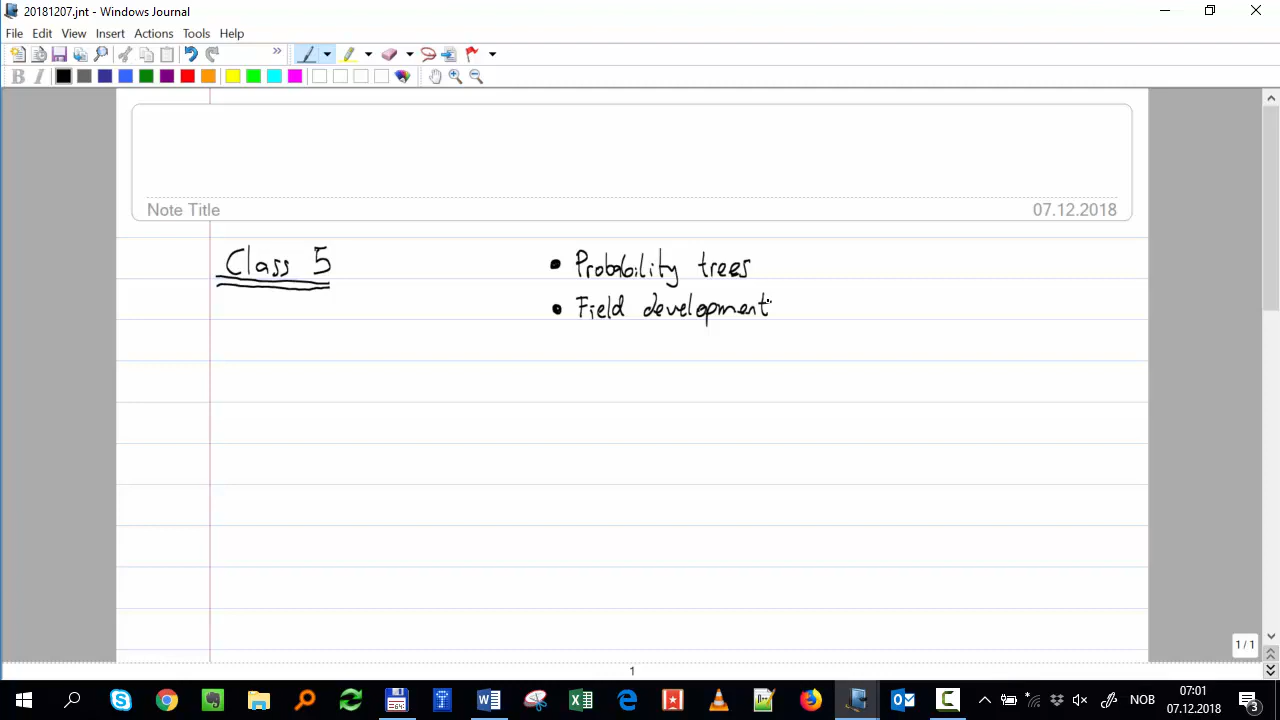 20181207.jnt - Windows Journal
File Edit View Insert Actions Tools Help
B I
Note Title 07.12.2018
Class 5
• Probability trees
• Field development
1/1
1
NOB
07:01
07.12.2018
3